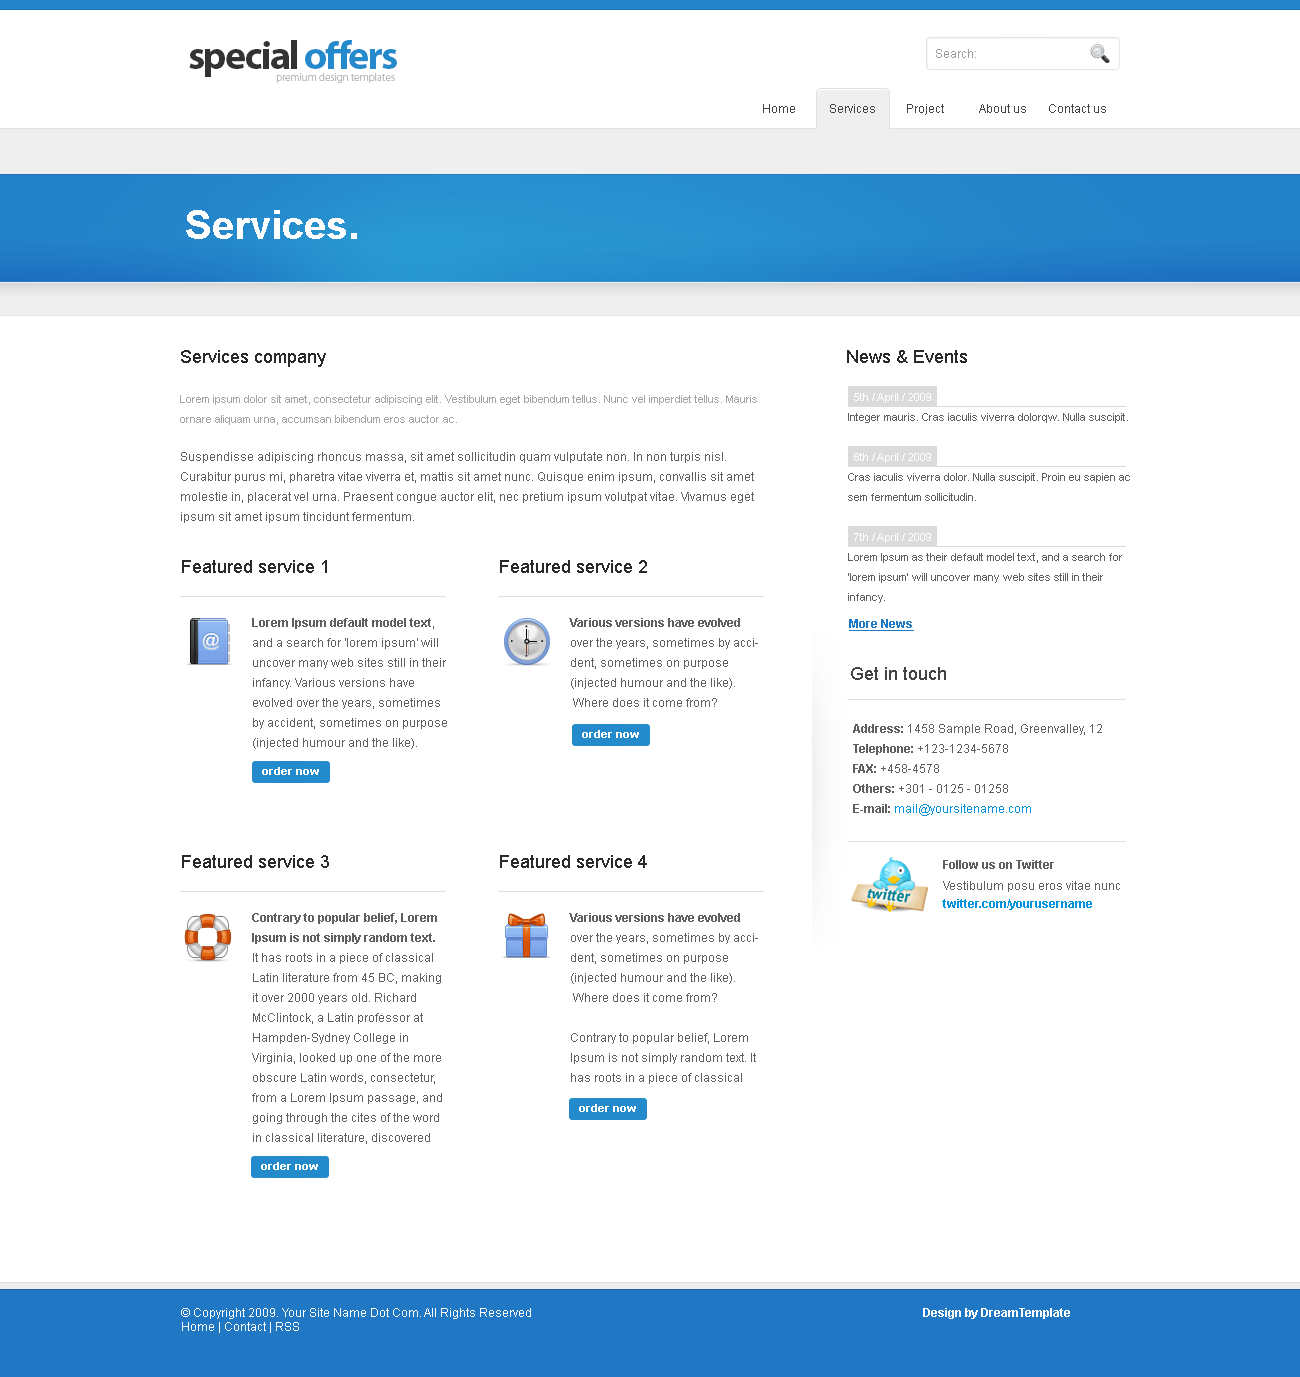 special offers
premium design templates
Search:
Home Services Project About us Contact us
Services.
Services company
Lorem ipsum dolor sit amet, consectetur adipiscing elit. Vestibulum eget bibendum tellus. Nunc vel imperdiet tellus. Mauris
ornare aliquam urna, accumsan bibendum eros auctor ac.
Suspendisse adipiscing rhoncus massa, sit amet sollicitudin quam vulputate non. In non turpis nisl.
Curabitur purus mi, pharetra vitae viverra et, mattis sit amet nunc. Quisque enim ipsum, convallis sit amet
molestie in, placerat vel urna. Praesent congue auctor elit, nec pretium ipsum volutpat vitae. Vivamus eget
ipsum sit amet ipsum tincidunt fermentum.
Featured service 1
Lorem Ipsum default model text,
and a search for 'lorem ipsum' will
uncover many web sites still in their
infancy. Various versions have
evolved over the years, sometimes
by accident, sometimes on purpose
(injected humour and the like).
order now
Featured service 2
Various versions have evolved
over the years, sometimes by acci-
dent, sometimes on purpose
(injected humour and the like).
Where does it come from?
order now
Featured service 3
Contrary to popular belief, Lorem
Ipsum is not simply random text.
It has roots in a piece of classical
Latin literature from 45 BC, making
it over 2000 years old. Richard
McClintock, a Latin professor at
Hampden-Sydney College in
Virginia, looked up one of the more
obscure Latin words, consectetur,
from a Lorem Ipsum passage, and
going through the cites of the word
in classical literature, discovered
order now
Featured service 4
Various versions have evolved
over the years, sometimes by acci-
dent, sometimes on purpose
(injected humour and the like).
Where does it come from?
Contrary to popular belief, Lorem
Ipsum is not simply random text. It
has roots in a piece of classical
order now
News & Events
5th / April / 2009
Integer mauris. Cras iaculis viverra dolorqw. Nulla suscipit.
6th / April / 2009
Cras iaculis viverra dolor. Nulla suscipit. Proin eu sapien ac
sem fermentum sollicitudin.
7th / April / 2009
Lorem Ipsum as their default model text, and a search for
'lorem ipsum' will uncover many web sites still in their
infancy.
More News
Get in touch
Address: 1458 Sample Road, Greenvalley, 12
Telephone: +123-1234-5678
FAX: +458-4578
Others: +301 - 0125 - 01258
E-mail: mail@yoursitename.com
twitter
Follow us on Twitter
Vestibulum posu eros vitae nunc
twitter.com/yourusername
© Copyright 2009. Your Site Name Dot Com. All Rights Reserved
Home | Contact | RSS
Design by DreamTemplate